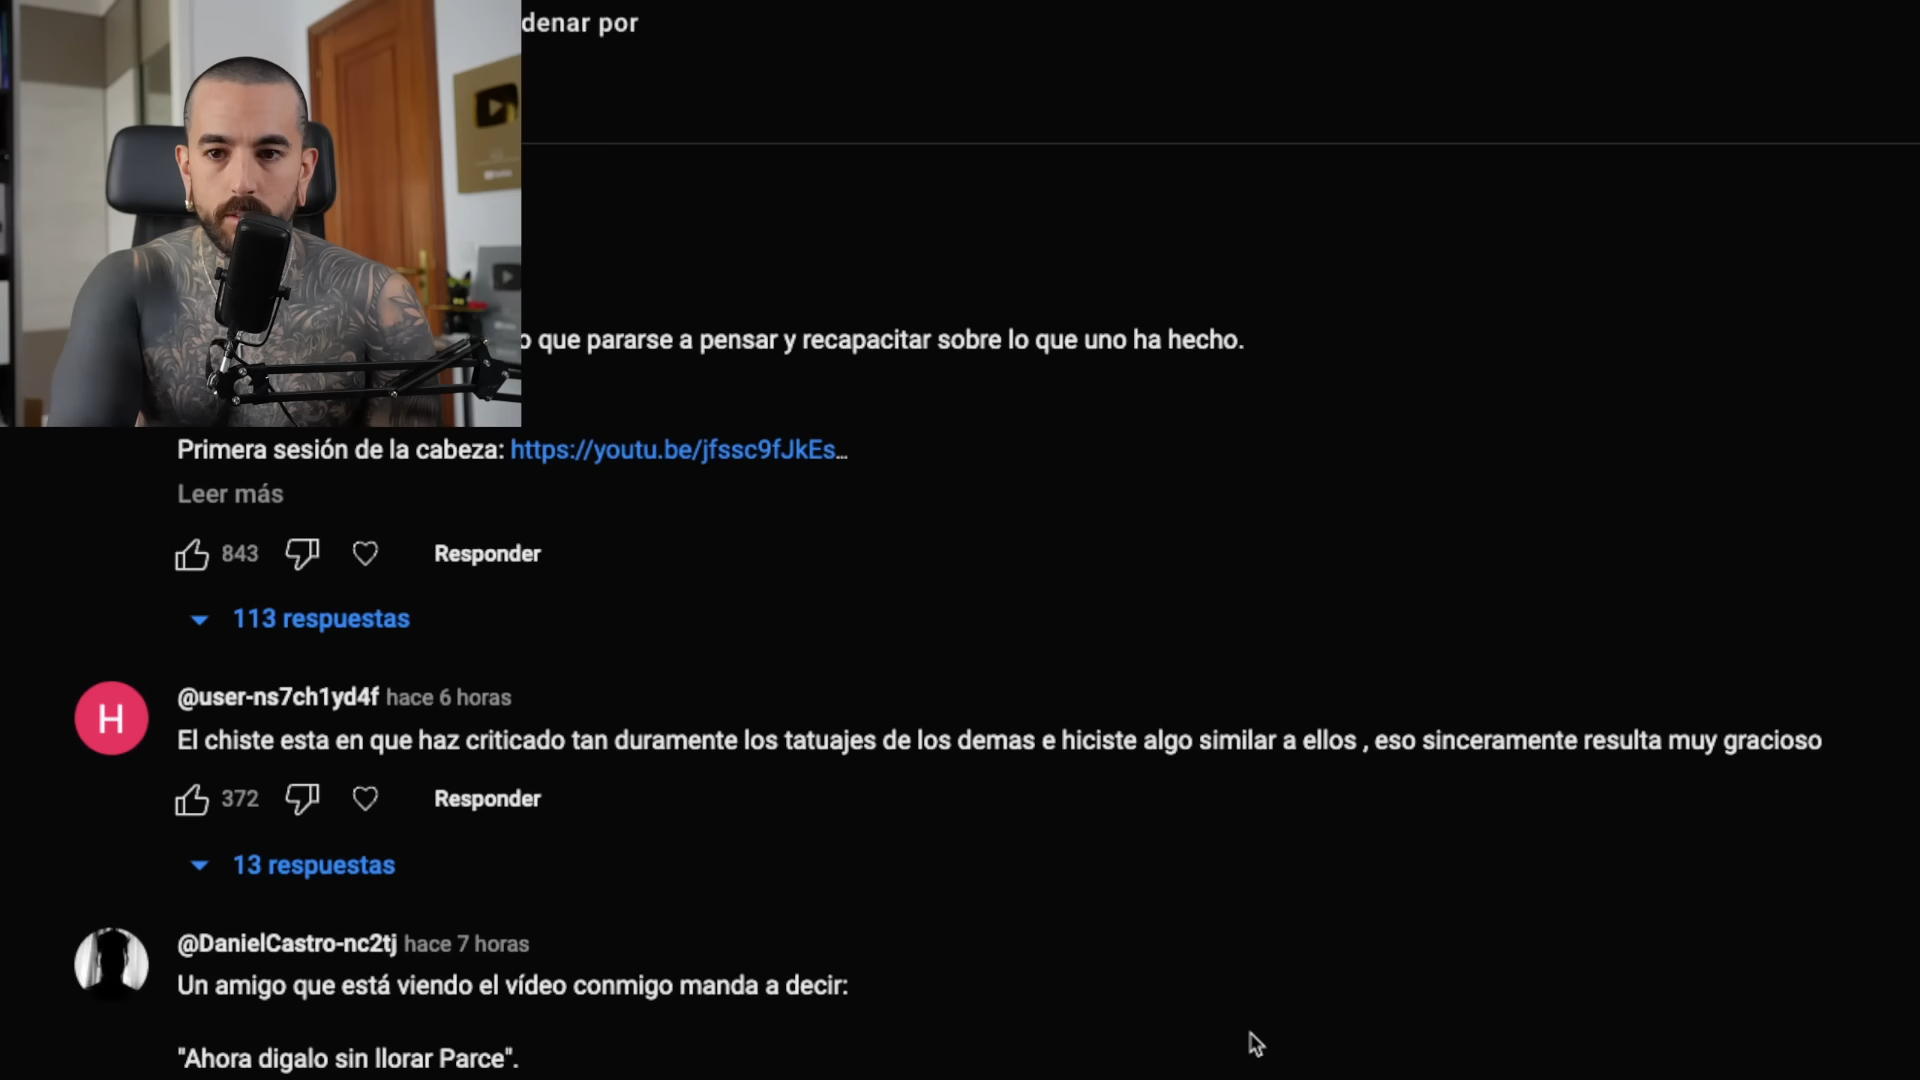 denar por
que pararse a pensar y recapacitar sobre lo que uno ha hecho.
Primera sesión de la cabeza: https://youtu.be/jfssc9fJkEs...
Leer más
843 Responder
113 respuestas
H
@user-ns7ch1yd4f hace 6 horas
El chiste esta en que haz criticado tan duramente los tatuajes de los demas e hiciste algo similar a ellos , eso sinceramente resulta muy gracioso
372 Responder
13 respuestas
@DanielCastro-nc2tj hace 7 horas
Un amigo que está viendo el vídeo conmigo manda a decir:
"Ahora digalo sin llorar Parce".